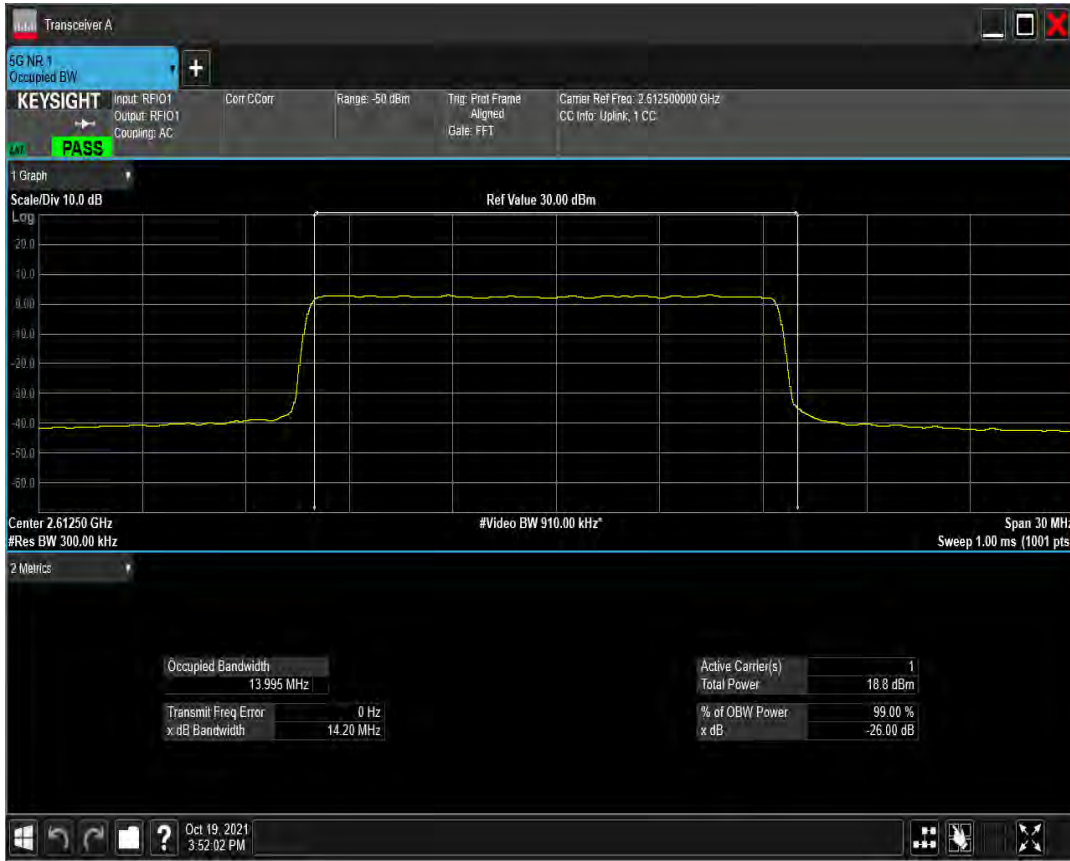 Transceiver A
5G NR 1
Occupied BW
+
KEYSIGHT
PASS
Input: RFIO1
Output: RFIO1
Coupling: AC
Corr CCorr
Range: -50 dBm
Trig: Prot Frame
Aligned
Gate: FFT
Carrier Ref Freq: 2.612500000 GHz
CC Info: Uplink, 1 CC
1 Graph
Scale/Div 10.0 dB
Ref Value 30.00 dBm
Log
20.0
10.0
0.00
-10.0
-20.0
-30.0
-40.0
-50.0
-60.0
Center 2.61250 GHz
#Video BW 910.00 kHz*
Span 30 MHz
#Res BW 300.00 kHz
Sweep 1.00 ms (1001 pts
2 Metrics
Occupied Bandwidth
13.995 MHz
Transmit Freq Error 0 Hz
x dB Bandwidth 14.20 MHz
Active Carrier(s) 1
Total Power 18.8 dBm
% of OBW Power 99.00 %
x dB -26.00 dB
?
Oct 19, 2021
3:52:02 PM